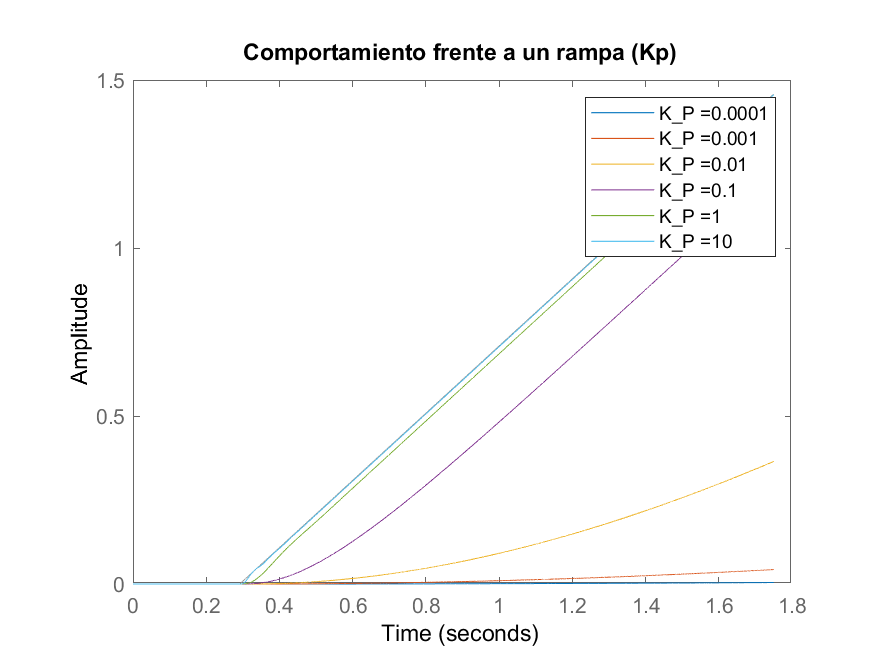 Comportamiento frente a un rampa (Kp)
1.5
1
0.5
0
Amplitude
K_P =0.0001
K_P =0.001
K_P =0.01
K_P =0.1
K_P =1
K_P =10
0 0.2 0.4 0.6 0.8 1 1.2 1.4 1.6 1.8
Time (seconds)